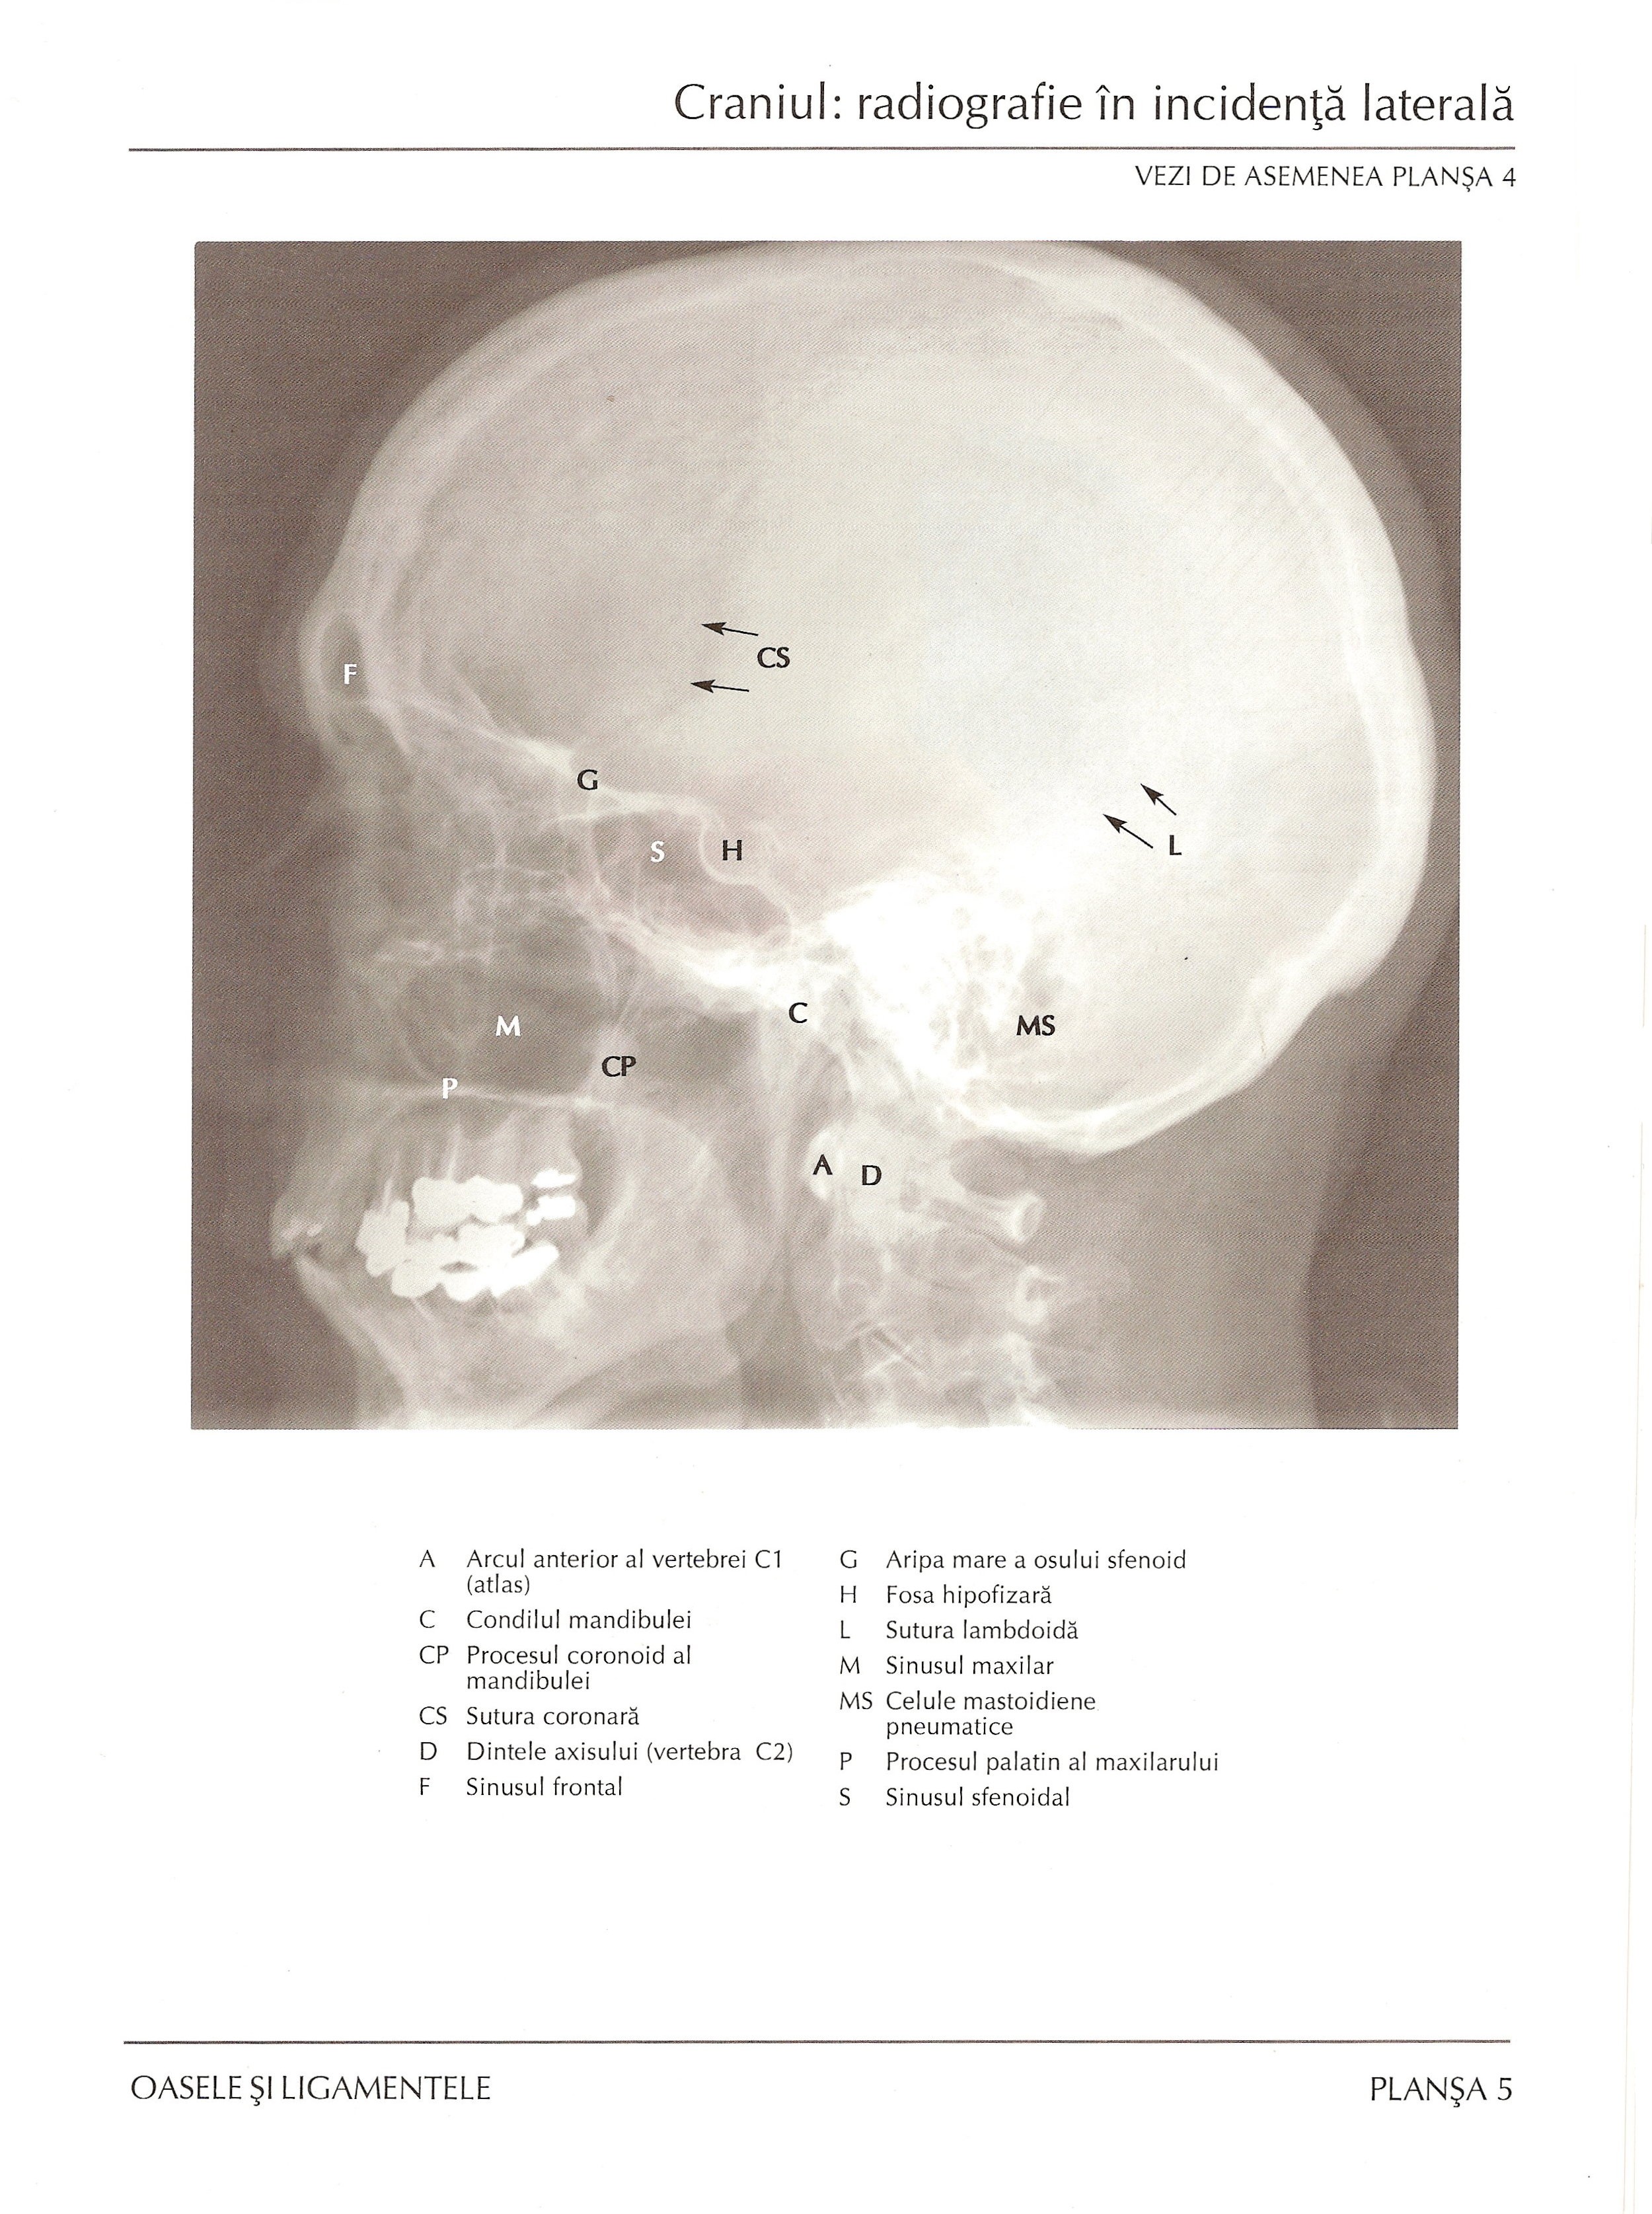 Craniul: radiografie în incidenţă laterală
VEZI DE ASEMENEA PLANŞA 4
CS
F
G
S
H
L
C
M
MS
CP
P
A
D
A Arcul anterior al vertebrei C1
(atlas)
C Condilul mandibulei
CP Procesul coronoid al
mandibulei
CS Sutura coronară
D Dintele axisului (vertebra C2)
F Sinusul frontal
G Aripa mare a osului sfenoid
H Fosa hipofizară
L Sutura lambdoidă
M Sinusul maxilar
MS Celule mastoidiene
pneumatice
P Procesul palatin al maxilarului
S Sinusul sfenoidal
OASELE ŞI LIGAMENTELE
PLANŞA 5